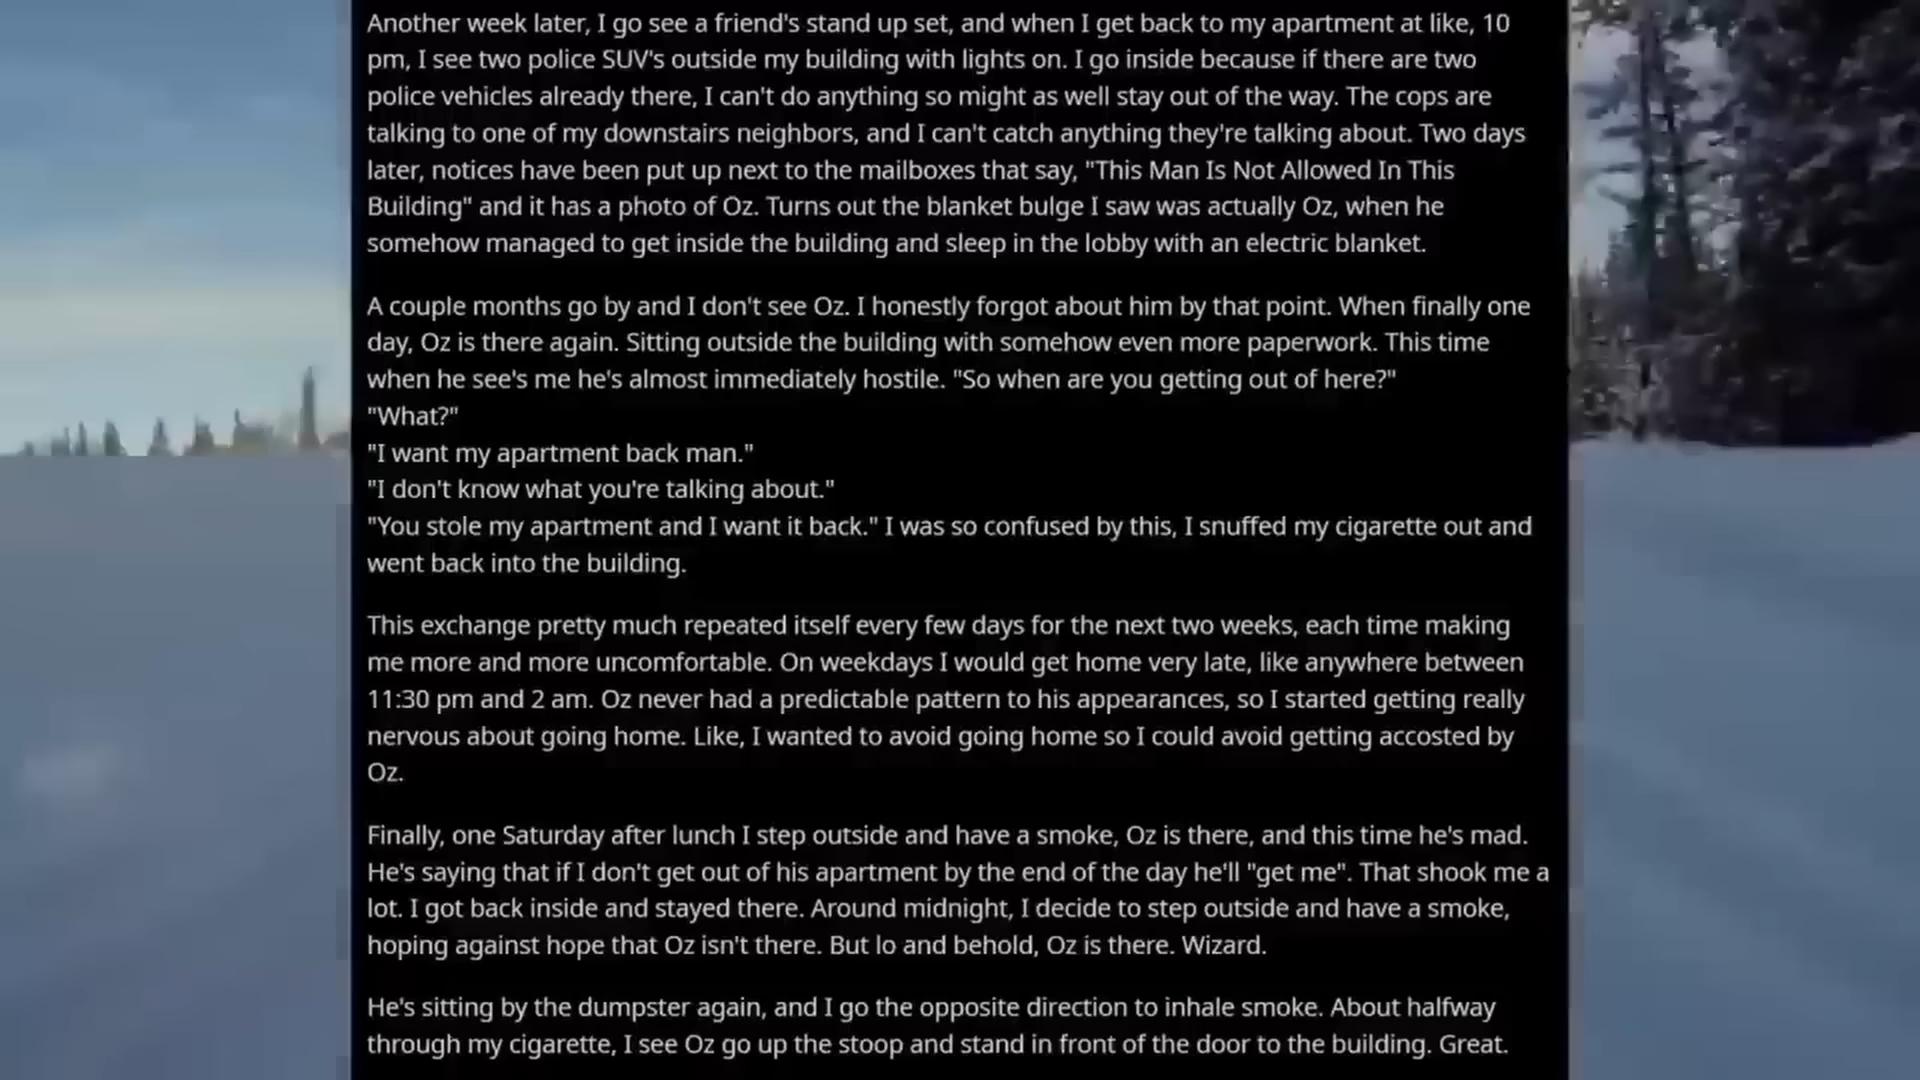 Another week later, I go see a friend's stand up set, and when I get back to my apartment at like, 10
pm, I see two police SUV's outside my building with lights on. I go inside because if there are two
police vehicles already there, I can't do anything so might as well stay out of the way. The cops are
talking to one of my downstairs neighbors, and I can't catch anything they're talking about. Two days
later, notices have been put up next to the mailboxes that say, "This Man Is Not Allowed In This
Building" and it has a photo of Oz. Turns out the blanket bulge I saw was actually Oz, when he
somehow managed to get inside the building and sleep in the lobby with an electric blanket.
A couple months go by and I don't see Oz. I honestly forgot about him by that point. When finally one
day, Oz is there again. Sitting outside the building with somehow even more paperwork. This time
when he see's me he's almost immediately hostile. "So when are you getting out of here?"
"What?"
"I want my apartment back man."
"I don't know what you're talking about."
"You stole my apartment and I want it back." I was so confused by this, I snuffed my cigarette out and
went back into the building.
This exchange pretty much repeated itself every few days for the next two weeks, each time making
me more and more uncomfortable. On weekdays I would get home very late, like anywhere between
11:30 pm and 2 am. Oz never had a predictable pattern to his appearances, so I started getting really
nervous about going home. Like, I wanted to avoid going home so I could avoid getting accosted by
Oz.
Finally, one Saturday after lunch I step outside and have a smoke, Oz is there, and this time he's mad.
He's saying that if I don't get out of his apartment by the end of the day he'll "get me". That shook me a
lot. I got back inside and stayed there. Around midnight, I decide to step outside and have a smoke,
hoping against hope that Oz isn't there. But lo and behold, Oz is there. Wizard.
He's sitting by the dumpster again, and I go the opposite direction to inhale smoke. About halfway
through my cigarette, I see Oz go up the stoop and stand in front of the door to the building. Great.